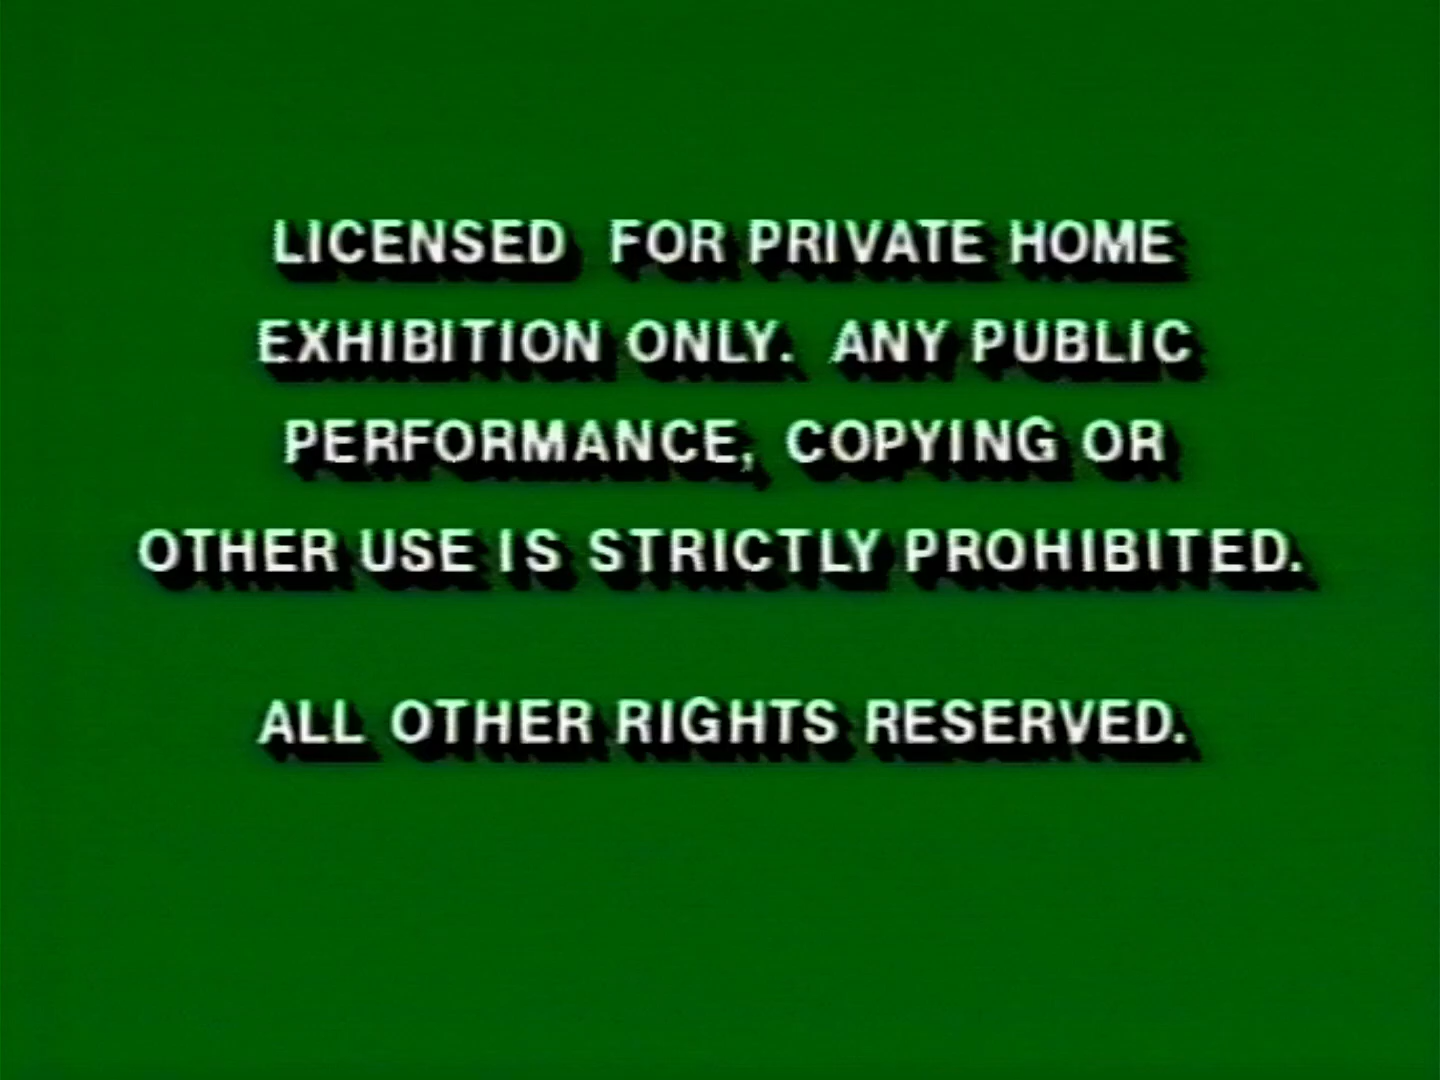 LICENSED FOR PRIVATE HOME
EXHIBITION ONLY. ANY PUBLIC
PERFORMANCE, COPYING OR
OTHER USE IS STRICTLY PROHIBITED.
ALL OTHER RIGHTS RESERVED.